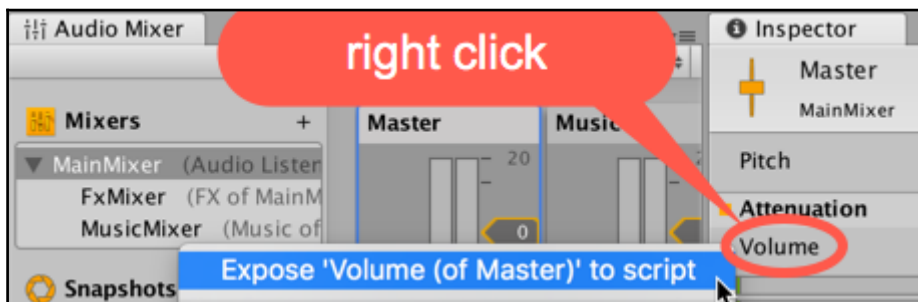 Audio Mixer
right click
Inspector
Master
MainMixer
Mixers +
Master
Music
MainMixer (Audio Listen
20
Pitch
FxMixer (FX of MainM
MusicMixer (Music of
0
Attenuation
Volume
Expose 'Volume (of Master)' to script
Snapshots